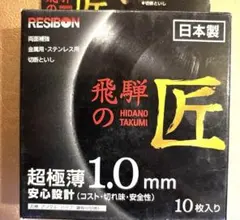 RESIBON
日本製
両面補強
金属用・ステンレス用
切断といし
飛騨の匠
HIDANO TAKUMI
超極薄1.0mm
安心設計(コスト・切れ味・安全性)
10枚入り